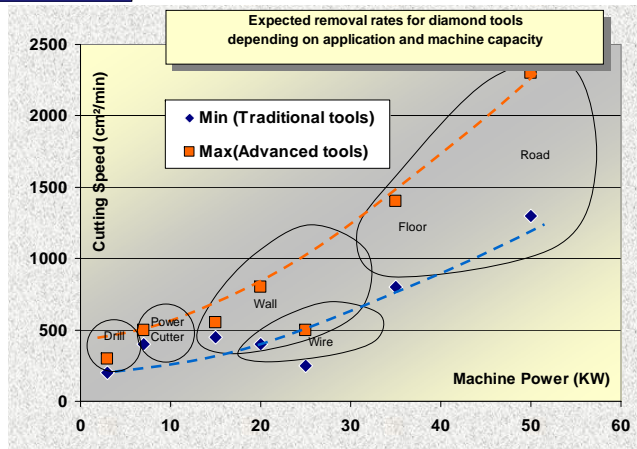 Expected removal rates for diamond tools
depending on application and machine capacity
2500
2000
1500
1000
500
0
Cutting Speed (cm²/min)
Min (Traditional tools)
Max(Advanced tools)
Road
Floor
Wall
Wire
Drill
Power
Cutter
Machine Power (KW)
0 10 20 30 40 50 60